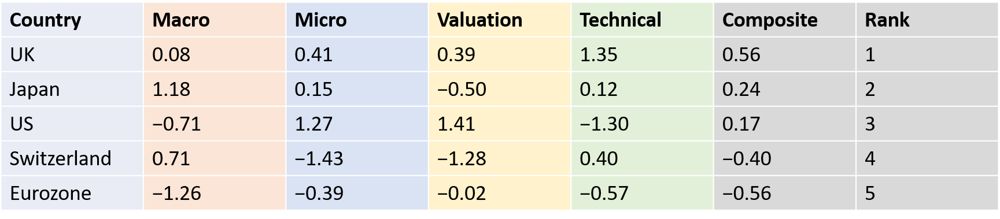 Country Macro Micro Valuation Technical Composite Rank
UK 0.08 0.41 0.39 1.35 0.56 1
Japan 1.18 0.15 −0.50 0.12 0.24 2
US −0.71 1.27 1.41 −1.30 0.17 3
Switzerland 0.71 −1.43 −1.28 0.40 −0.40 4
Eurozone −1.26 −0.39 −0.02 −0.57 −0.56 5